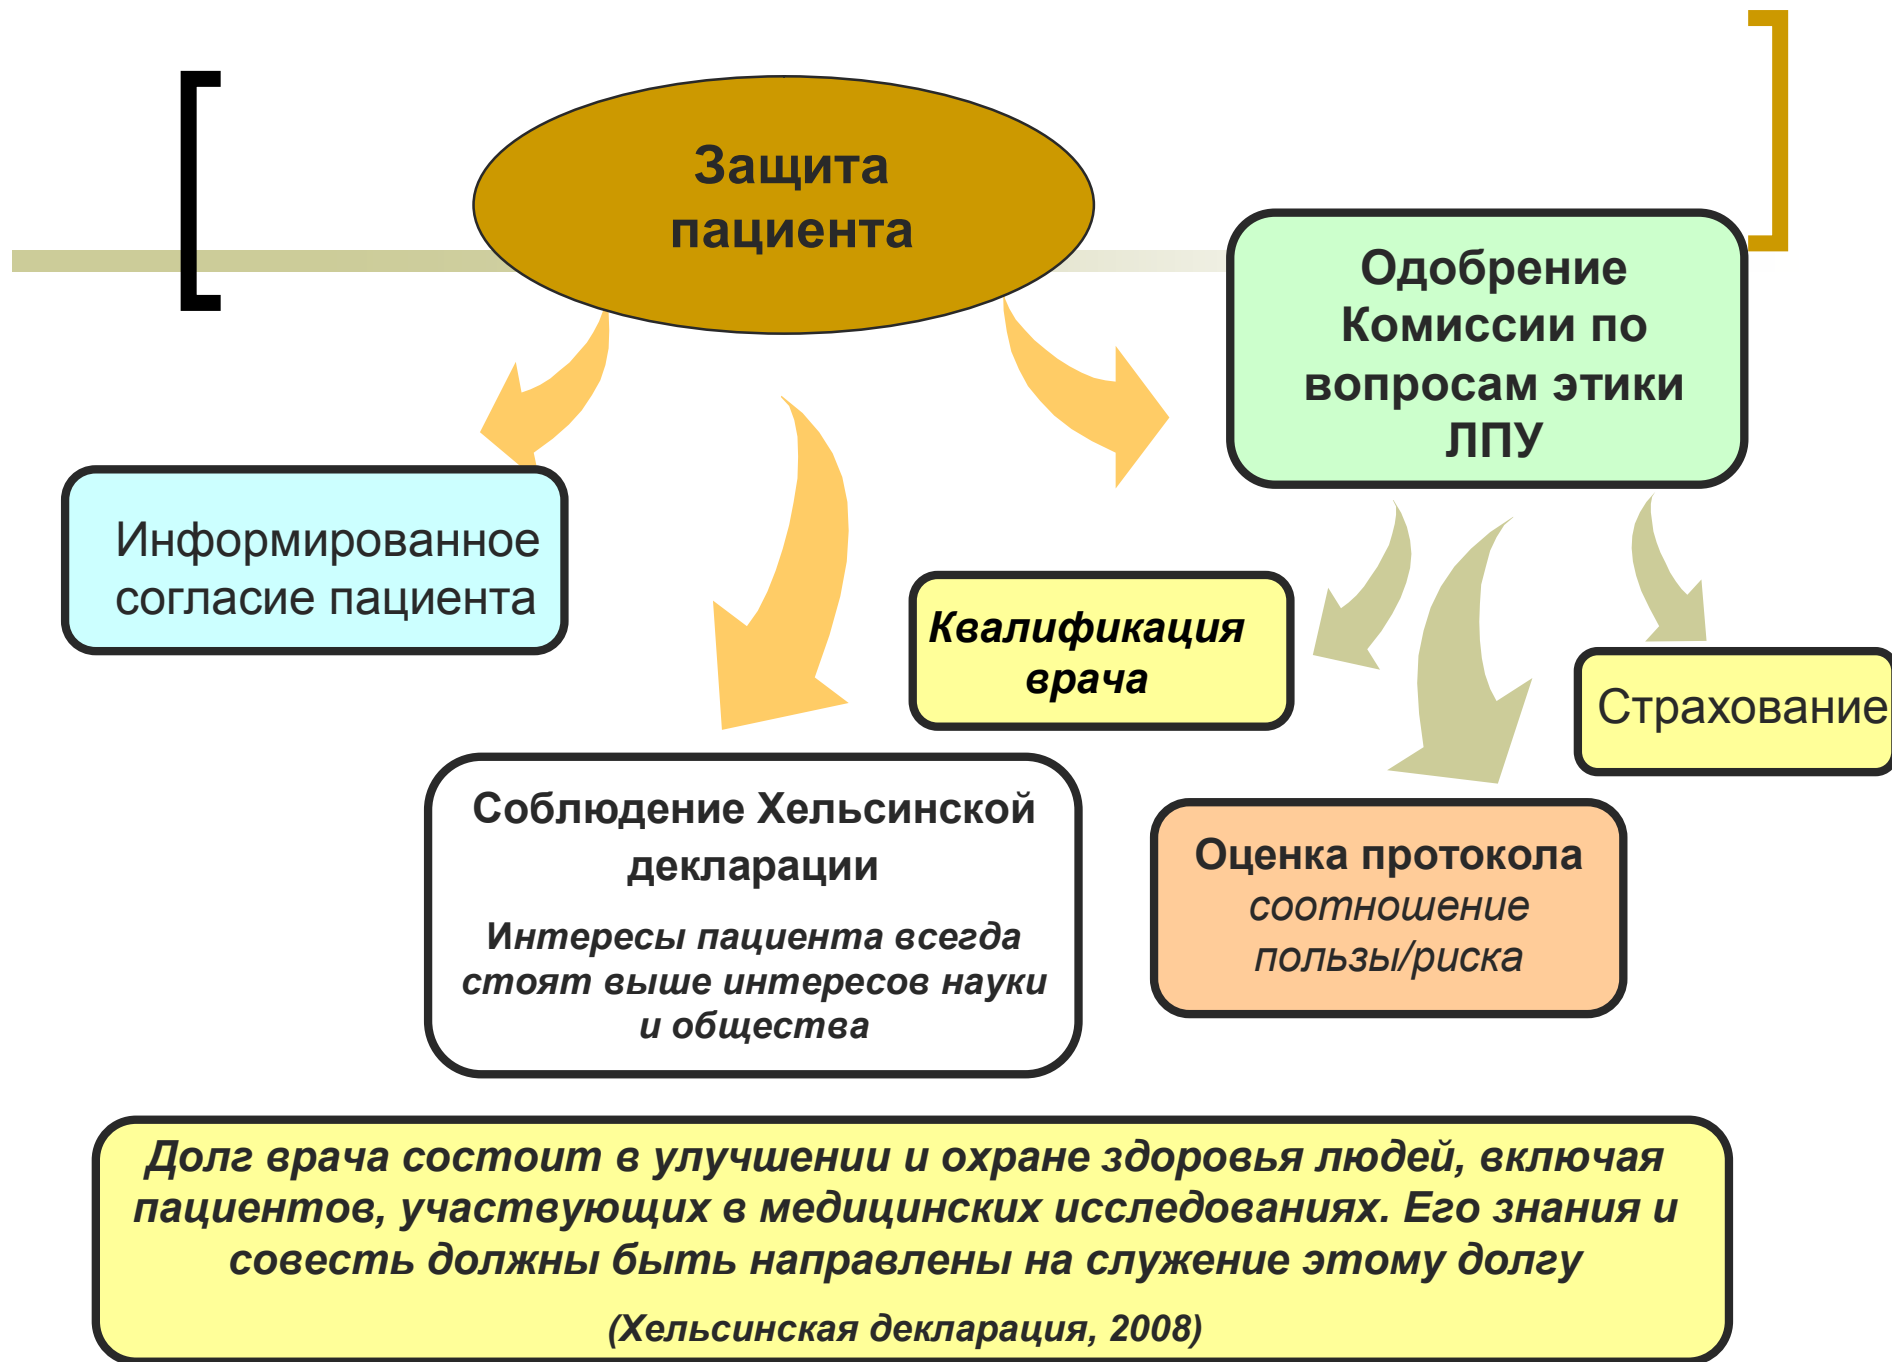 Защита
пациента
Одобрение
Комиссии по
вопросам этики
ЛПУ
Информированное
согласие пациента
Квалификация
врача
Страхование
Соблюдение Хельсинской
декларации
Интересы пациента всегда
стоят выше интересов науки
и общества
Оценка протокола
соотношение
пользы/риска
Долг врача состоит в улучшении и охране здоровья людей, включая
пациентов, участвующих в медицинских исследованиях. Его знания и
совесть должны быть направлены на служение этому долгу
(Хельсинская декларация, 2008)